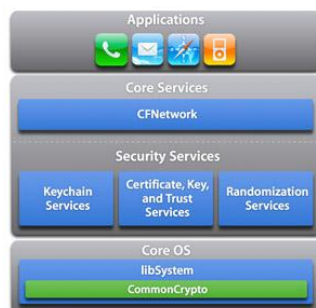 Applications
Core Services
CFNetwork
Security Services
Keychain
Services
Certificate, Key,
and Trust
Services
Randomization
Services
Core OS
libSystem
CommonCrypto